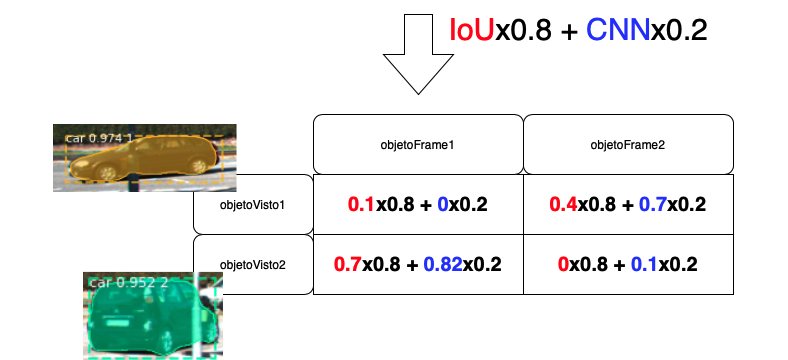 IoUx0.8 + CNNx0.2
car 0.974 1
objetoFrame1
objetoFrame2
objetoVisto1
0.1x0.8 + 0x0.2
0.4x0.8 + 0.7x0.2
objetoVisto2
0.7x0.8 + 0.82x0.2
0x0.8 + 0.1x0.2
car 0.952 2